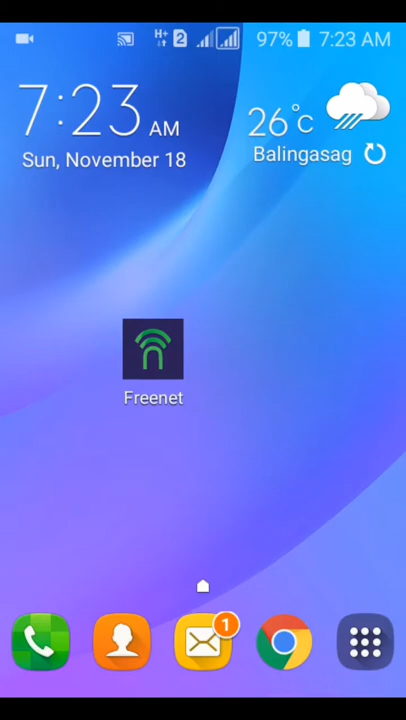 H+ 2 97% 7:23 AM
7:23 AM
Sun, November 18
26°C
Balingasag
Freenet
1